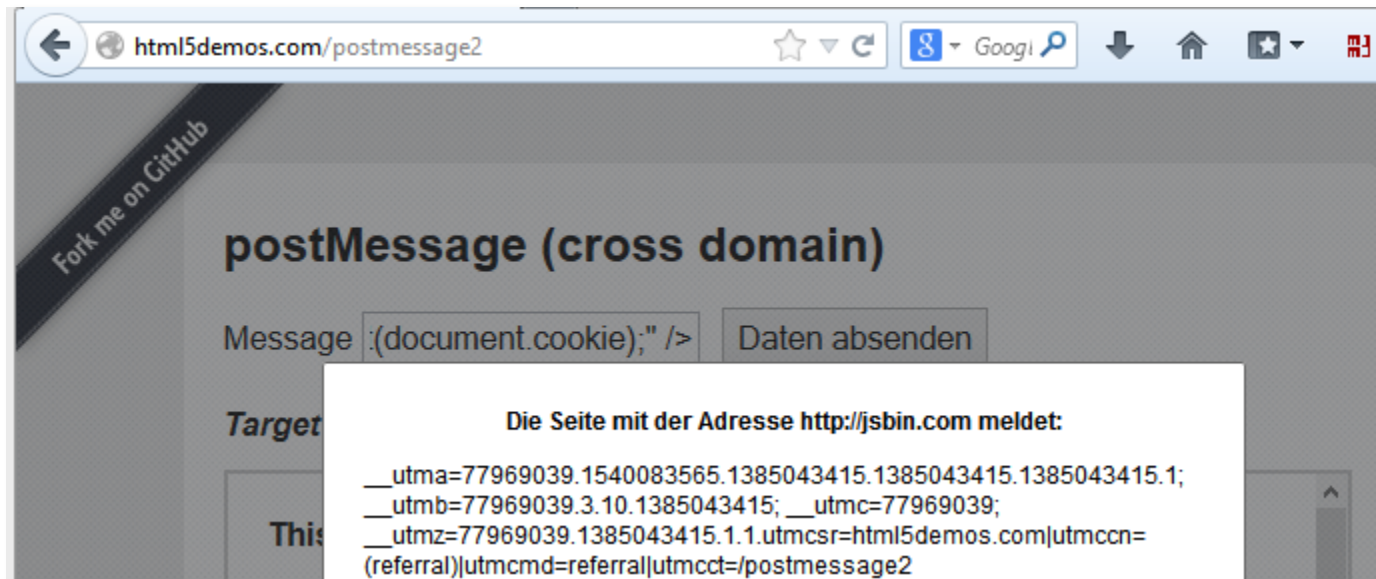 html5demos.com/postmessage2
Googl
Fork me on GitHub
postMessage (cross domain)
Message :(document.cookie);" /> Daten absenden
Target
Die Seite mit der Adresse http://jsbin.com meldet:
__utma=77969039.1540083565.1385043415.1385043415.1385043415.1;
__utmb=77969039.3.10.1385043415; __utmc=77969039;
__utmz=77969039.1385043415.1.1.utmcsr=html5demos.com|utmccn=
(referral)|utmcmd=referral|utmcct=/postmessage2
This